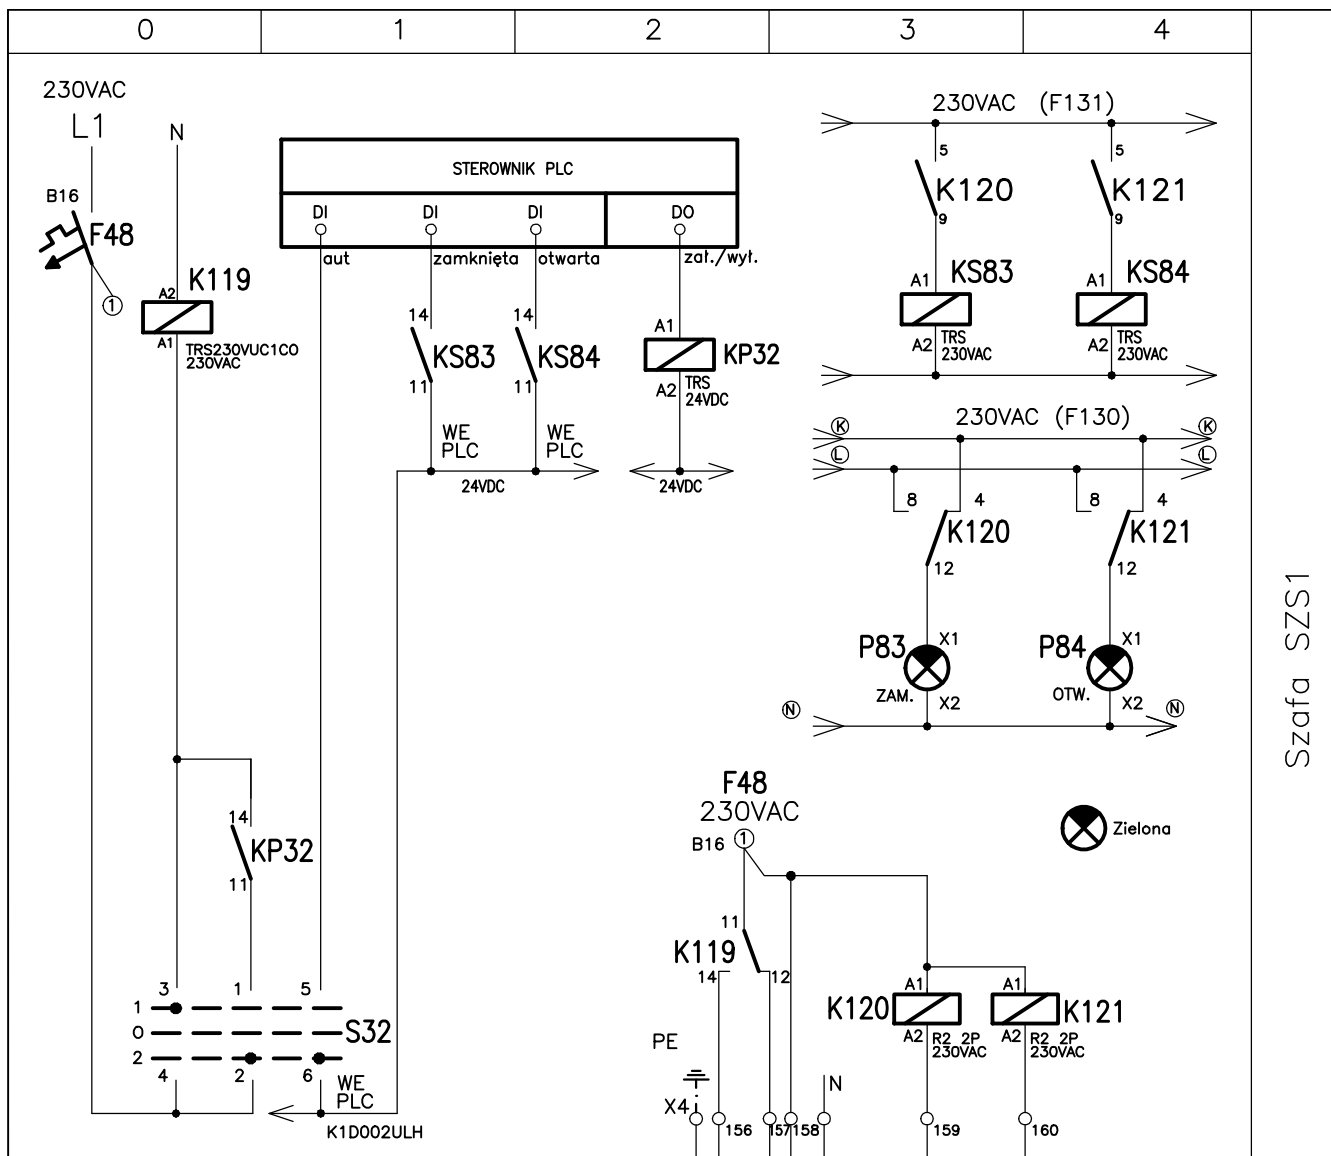 0 1 2 3 4
230VAC
L1
N
B16
F48
1
K119
A2
A1
TRS230VUC1CO
230VAC
STEROWNIK PLC
DI DI DI DO
aut zamknięta otwarta zał./wył.
14
KS83
11
14
KS84
11
A1
KP32
A2
TRS
24VDC
WE
PLC
WE
PLC
24VDC
24VDC
230VAC (F131)
5
K120
9
5
K121
9
A1
KS83
A2
TRS
230VAC
A1
KS84
A2
TRS
230VAC
230VAC (F130)
K K
L L
8 4
K120
12
8 4
K121
12
P83
X1
ZAM.
X2
P84
X1
OTW.
X2
N N
Zielona
Szafa SZS1
14
KP32
11
3 1 5
1
0
2
S32
4 2 6
WE
PLC
K1D002ULH
F48
230VAC
B16
1
11
K119
14 12
A1
K120
A2
R2 2P
230VAC
A1
K121
A2
R2 2P
230VAC
PE
N
X4
156 157 158 159 160